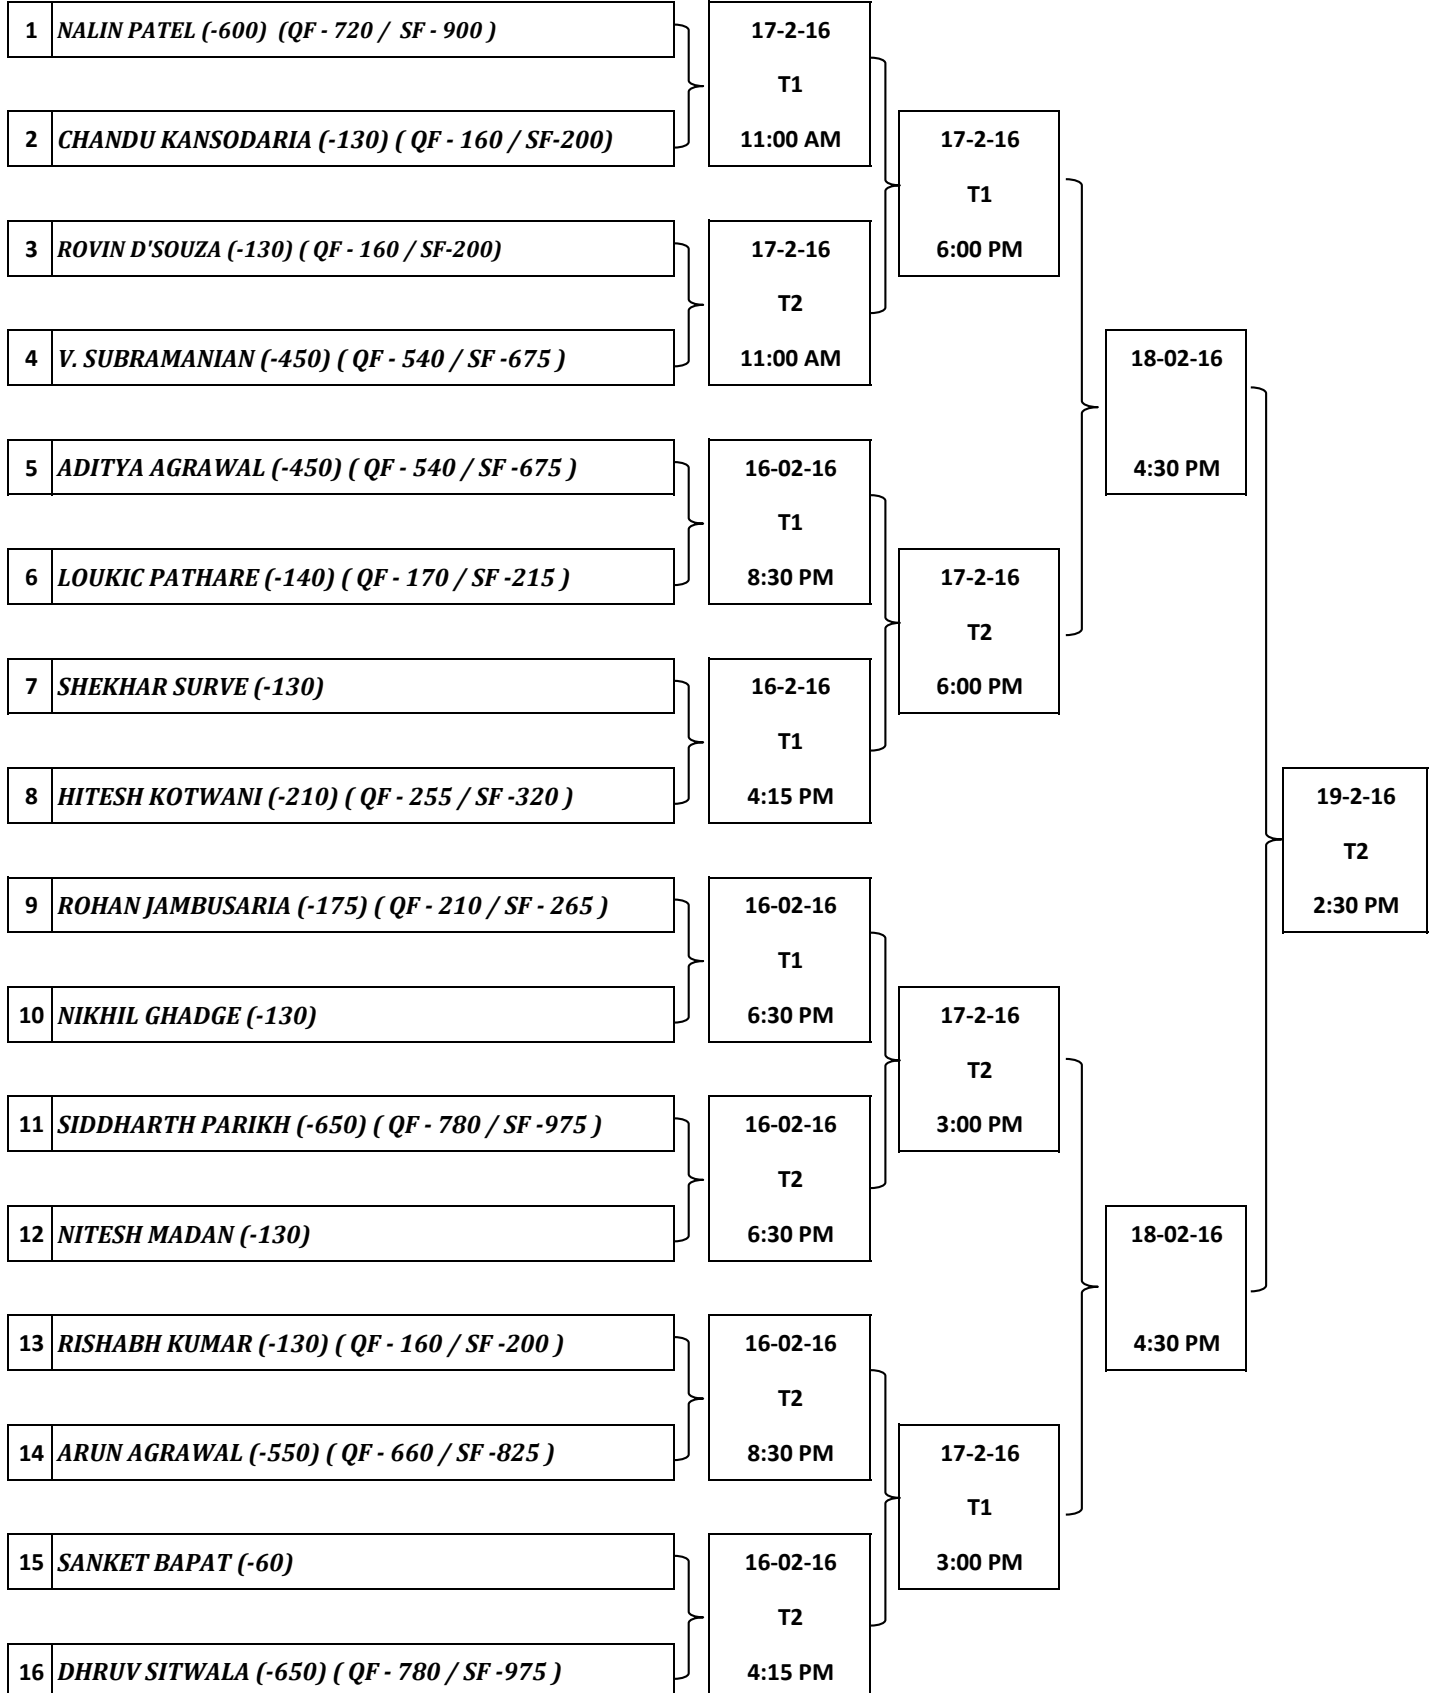 1 NALIN PATEL (-600) (QF - 720 / SF - 900 )
17-2-16
T1
2 CHANDU KANSODARIA (-130) ( QF - 160 / SF-200)
11:00 AM
17-2-16
T1
3 ROVIN D'SOUZA (-130) ( QF - 160 / SF-200)
17-2-16
6:00 PM
T2
4 V. SUBRAMANIAN (-450) ( QF - 540 / SF -675 )
11:00 AM
18-02-16
5 ADITYA AGRAWAL (-450) ( QF - 540 / SF -675 )
16-02-16
4:30 PM
T1
6 LOUKIC PATHARE (-140) ( QF - 170 / SF -215 )
8:30 PM
17-2-16
T2
7 SHEKHAR SURVE (-130)
16-2-16
6:00 PM
T1
8 HITESH KOTWANI (-210) ( QF - 255 / SF -320 )
4:15 PM
19-2-16
T2
9 ROHAN JAMBUSARIA (-175) ( QF - 210 / SF - 265 )
16-02-16
2:30 PM
T1
10 NIKHIL GHADGE (-130)
6:30 PM
17-2-16
T2
11 SIDDHARTH PARIKH (-650) ( QF - 780 / SF -975 )
16-02-16
3:00 PM
T2
12 NITESH MADAN (-130)
6:30 PM
18-02-16
13 RISHABH KUMAR (-130) ( QF - 160 / SF -200 )
16-02-16
4:30 PM
T2
14 ARUN AGRAWAL (-550) ( QF - 660 / SF -825 )
8:30 PM
17-2-16
T1
15 SANKET BAPAT (-60)
16-02-16
3:00 PM
T2
16 DHRUV SITWALA (-650) ( QF - 780 / SF -975 )
4:15 PM